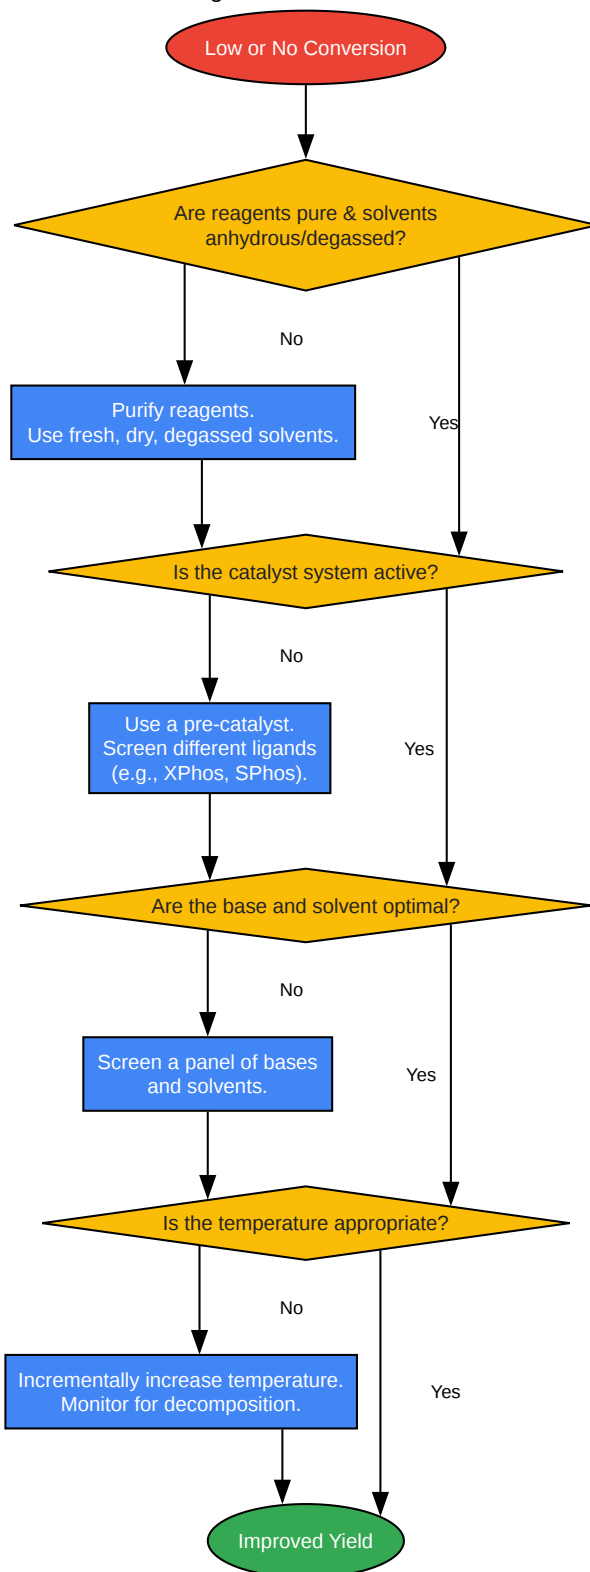 Low or No Conversion
Are reagents pure & solvents
anhydrous/degassed?
No
Purify reagents.
Use fresh, dry, degassed solvents.
Yes
Is the catalyst system active?
No
Use a pre-catalyst.
Screen different ligands
(e.g., XPhos, SPhos).
Yes
Are the base and solvent optimal?
No
Screen a panel of bases
and solvents.
Yes
Is the temperature appropriate?
No
Incrementally increase temperature.
Monitor for decomposition.
Yes
Improved Yield